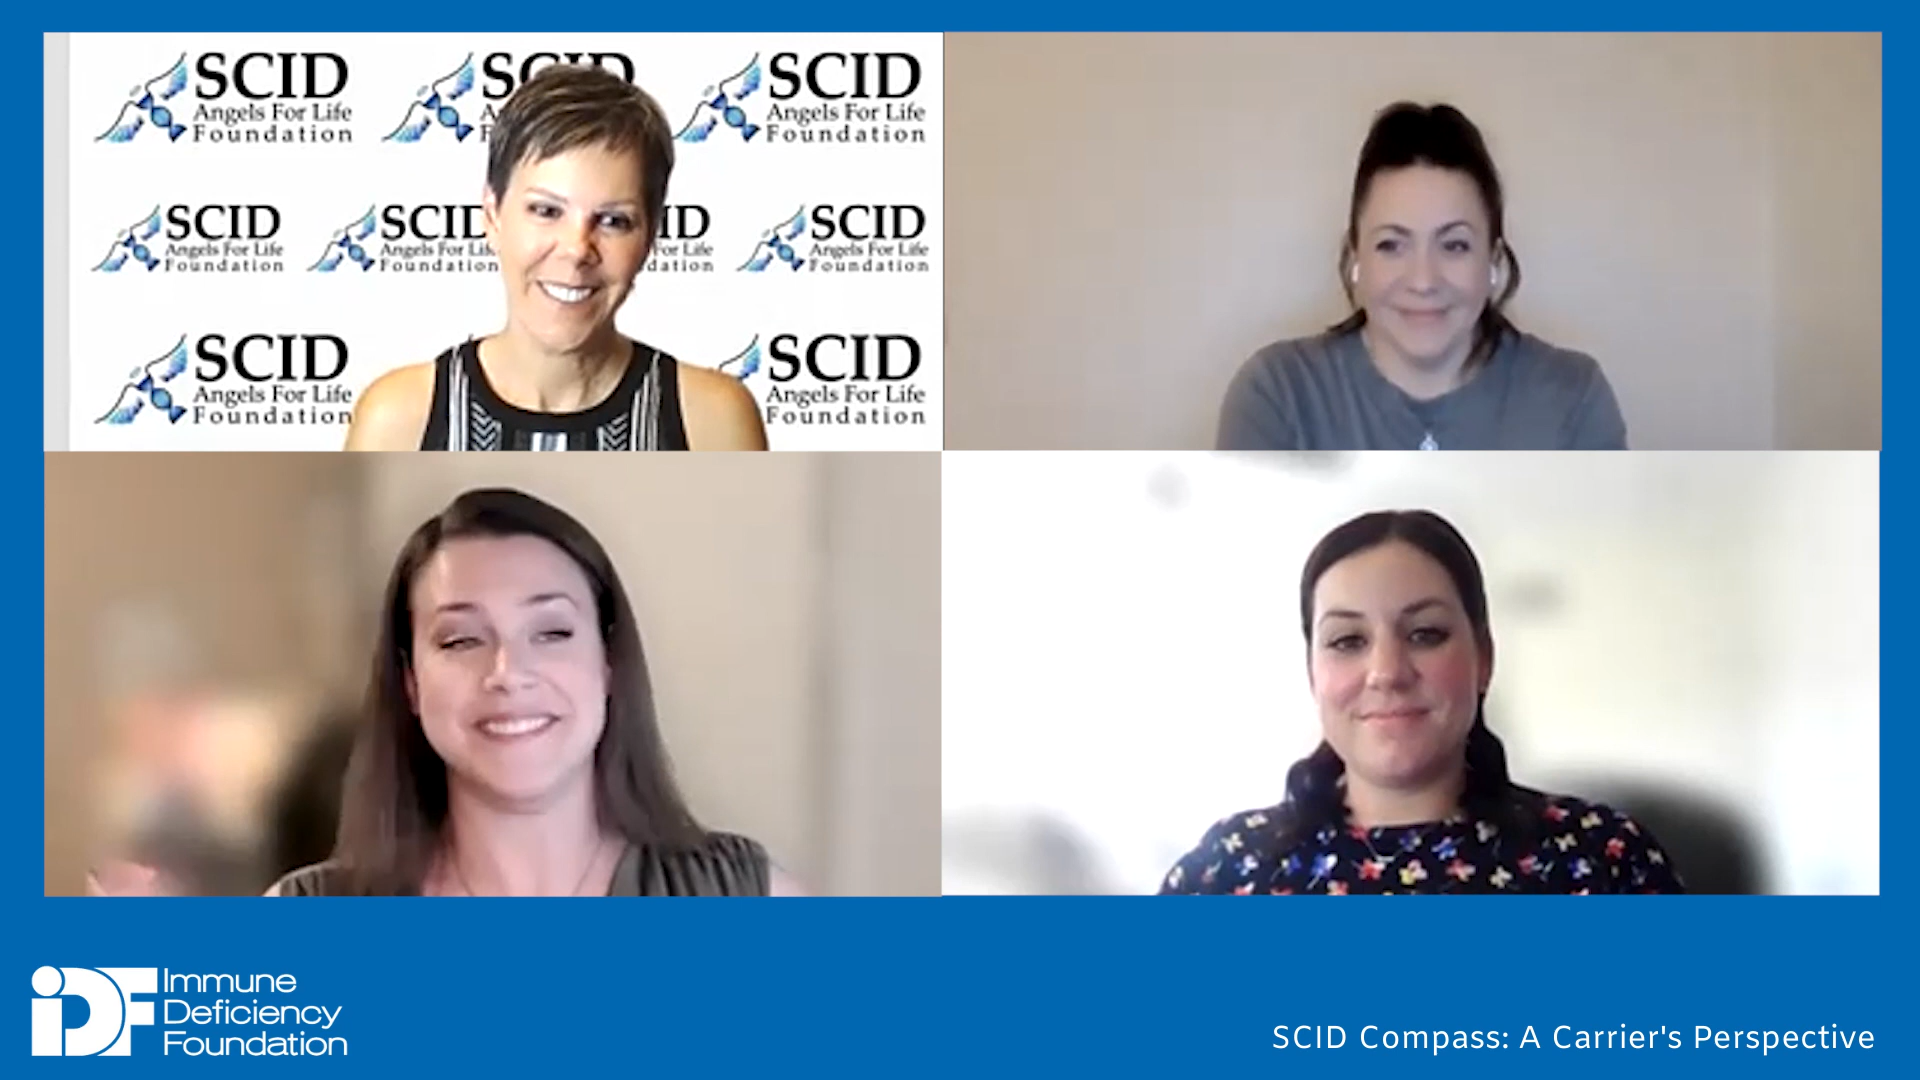 SCID
Angels For Life
Foundation
SCID
Angels For Life
Foundation
SCID
Angels For Life
Foundation
SCID
Angels For Life
Foundation
SCID
Angels For Life
Foundation
SCID
Angels For Life
Foundation
SCID
Angels For Life
Foundation
iDF
Immune
Deficiency
Foundation
SCID Compass: A Carrier's Perspective